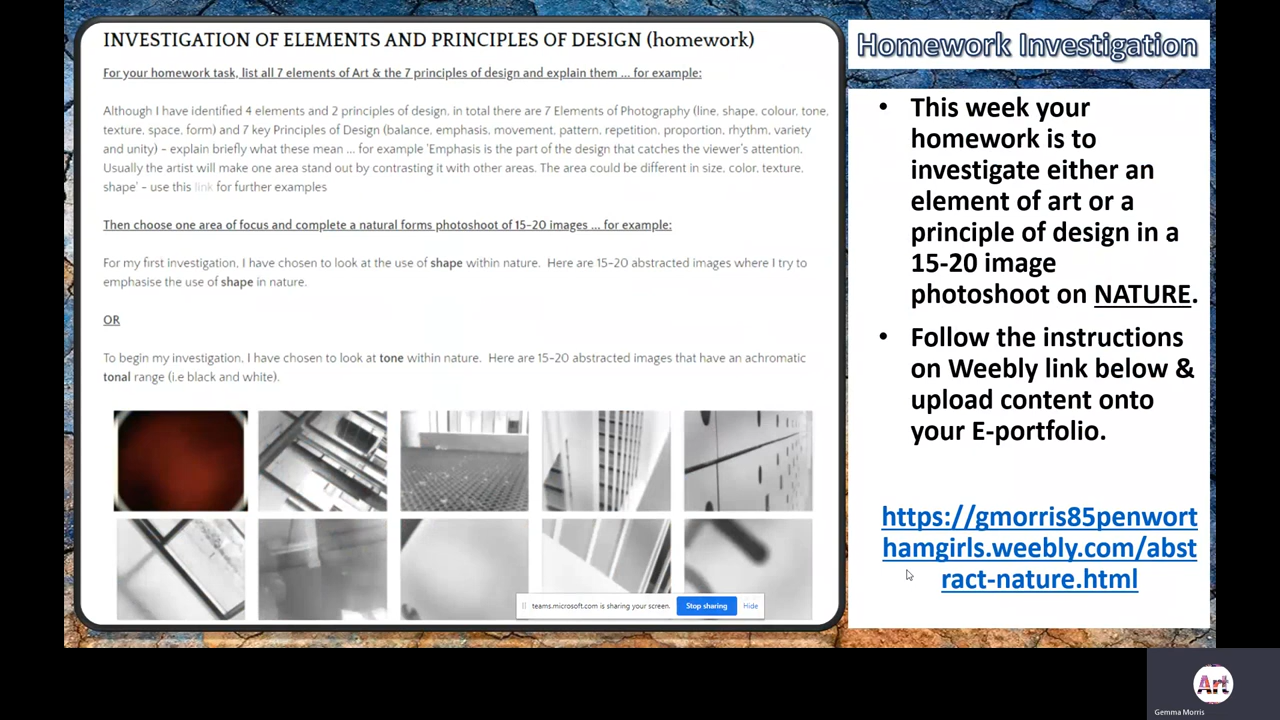 INVESTIGATION OF ELEMENTS AND PRINCIPLES OF DESIGN (homework)
For your homework task, list all 7 elements of Art & the 7 principles of design and explain them ... for example:
Although I have identified 4 elements and 2 principles of design, in total there are 7 Elements of Photography (line, shape, colour, tone,
texture, space, form) and 7 key Principles of Design (balance, emphasis, movement, pattern, repetition, proportion, rhythm, variety
and unity) - explain briefly what these mean ... for example 'Emphasis is the part of the design that catches the viewer's attention.
Usually the artist will make one area stand out by contrasting it with other areas. The area could be different in size, color, texture,
shape' - use this link for further examples
Then choose one area of focus and complete a natural forms photoshoot of 15-20 images ... for example:
For my first investigation, I have chosen to look at the use of shape within nature. Here are 15-20 abstracted images where I try to
emphasise the use of shape in nature.
OR
To begin my investigation, I have chosen to look at tone within nature. Here are 15-20 abstracted images that have an achromatic
tonal range (i.e black and white).
teams.microsoft.com is sharing your screen.
Stop sharing
Hide
Homework Investigation
• This week your
homework is to
investigate either an
element of art or a
principle of design in a
15-20 image
photoshoot on NATURE.
• Follow the instructions
on Weebly link below &
upload content onto
your E-portfolio.
https://gmorris85penwort
hamgirls.weebly.com/abst
ract-nature.html
Art
Gemma Morris